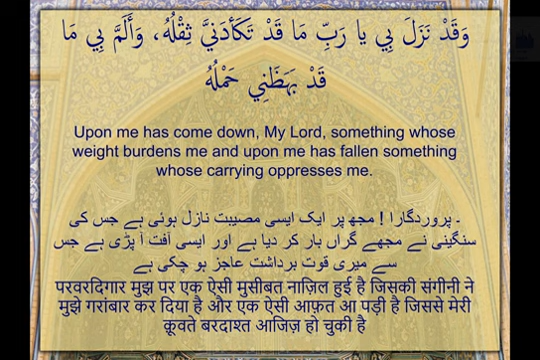 وَقَدْ نَزَلَ بِي يا رَبِّ مَا قَدْ تَكَأَدَنيَّ ثِقْلُهُ، وَأَلَمَّ بِي مَا
قَدْ بَهَظَنِي حَمْلُهُ
Upon me has come down, My Lord, something whose
weight burdens me and upon me has fallen something
whose carrying oppresses me.
۔ پروردگارا ! مجھ پر ایک ایسی مصیبت نازل ہوئی ہے جس کی
سنگینی نے مجھے گراں بار کر دیا ہے اور ایسی آفت آ پڑی ہے جس
سے میری قوت برداشت عاجز ہو چکی ہے
परवरदिगार मुझ पर एक ऐसी मुसीबत नाज़िल हुई है जिसकी संगीनी ने
मुझे गरांबार कर दिया है और एक ऐसी आफ़त आ पड़ी है जिससे मेरी
क़ूवते बरदाश्त आजिज़ हो चुकी है